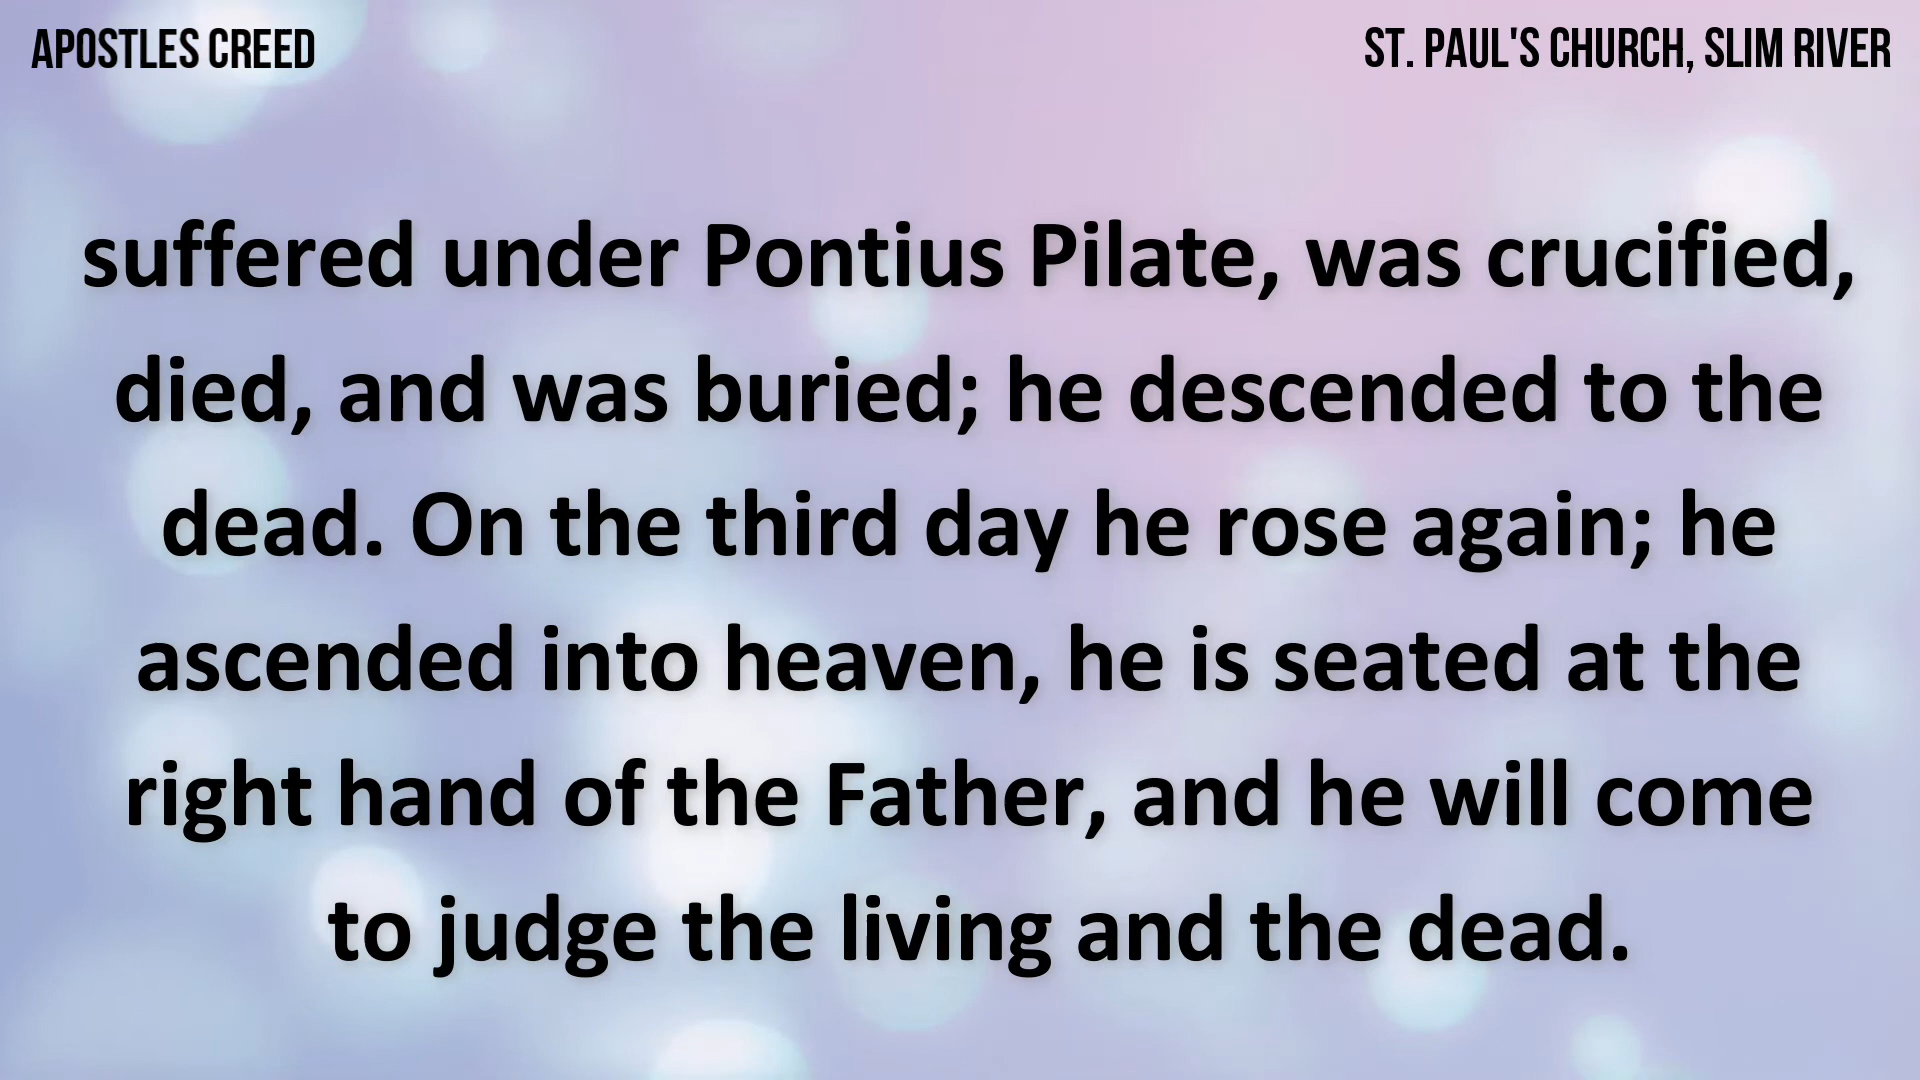 APOSTLES CREED
ST. PAUL'S CHURCH, SLIM RIVER
suffered under Pontius Pilate, was crucified,
died, and was buried; he descended to the
dead. On the third day he rose again; he
ascended into heaven, he is seated at the
right hand of the Father, and he will come
to judge the living and the dead.